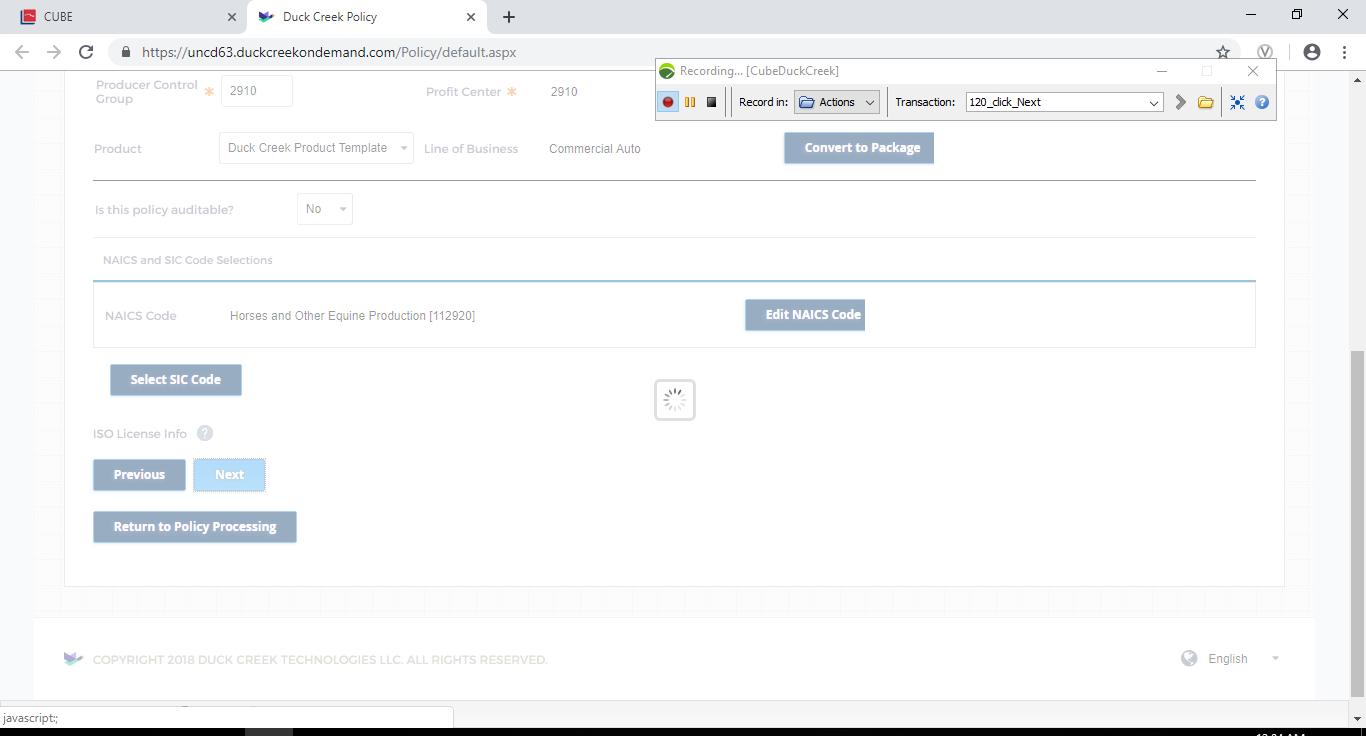 CUBE
Duck Creek Policy
https://uncd63.duckcreekondemand.com/Policy/default.aspx
Recording... [CubeDuckCreek]
Record in: Actions Transaction: 120_click_Next
Producer Control Group * 2910 Profit Center * 2910
Product Duck Creek Product Template Line of Business Commercial Auto Convert to Package
Is this policy auditable? No
NAICS and SIC Code Selections
NAICS Code Horses and Other Equine Production [112920] Edit NAICS Code
Select SIC Code
ISO License Info ?
Previous Next
Return to Policy Processing
COPYRIGHT 2018 DUCK CREEK TECHNOLOGIES LLC. ALL RIGHTS RESERVED.
English
javascript:;